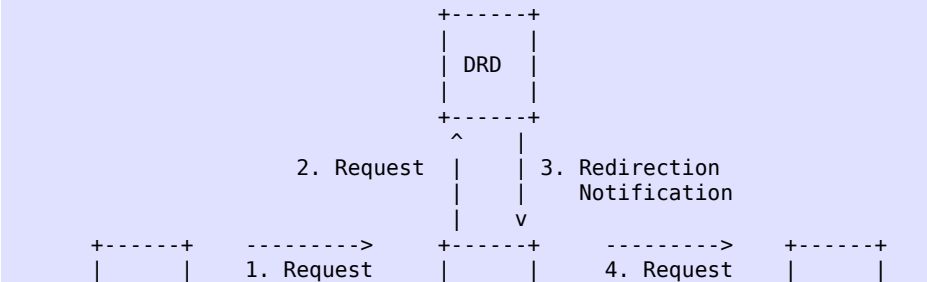 +------+
|      |
| DRD  |
|      |
+------+
^    |
2. Request  |    | 3. Redirection
|    |    Notification
|    v
+------+    --------->     +------+     --------->    +------+
|      |    1. Request     |      |     4. Request    |      |